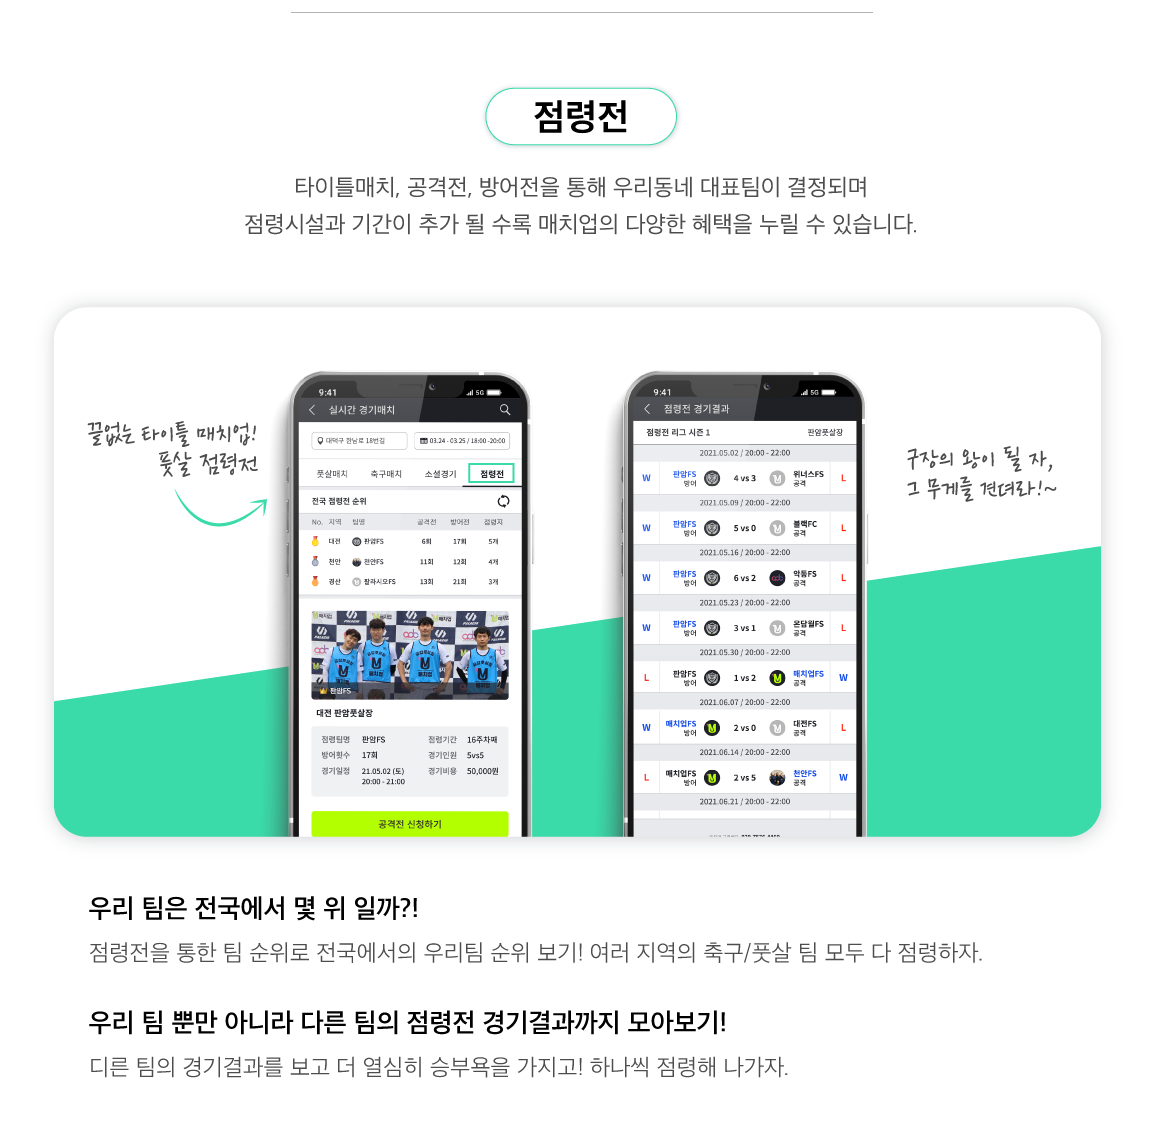 점령전
타이틀매치, 공격전, 방어전을 통해 우리동네 대표팀이 결정되며
점령시설과 기간이 추가 될 수록 매치업의 다양한 혜택을 누릴 수 있습니다.
끝없는 타이틀 매치업!
풋살 점령전
9:41
5G
실시간 경기매치
대덕구 한남로 18번길
03.24 - 03.25 / 18:00 -20:00
풋살매치 축구매치 소셜경기 점령전
전국 점령전 순위
No. 지역 팀명 공격전 방어전 점령지
대전 판암FS 6회 17회 5개
천안 천안FS 11회 12회 4개
경산 팔라시오FS 13회 21회 3개
매치업
판암FS
대전 판암풋살장
점령팀명 판암FS 점령기간 16주차째
방어횟수 17회 경기인원 5vs5
경기일정 21.05.02 (토) 경기비용 50,000원
20:00 - 21:00
공격전 신청하기
9:41
5G
점령전 경기결과
점령전 리그 시즌 1 판암풋살장
2021.05.02 / 20:00 - 22:00
W 판암FS 방어 4 vs 3 위너스FS 공격 L
2021.05.09 / 20:00 - 22:00
W 판암FS 방어 5 vs 0 블랙FC 공격 L
2021.05.16 / 20:00 - 22:00
W 판암FS 방어 6 vs 2 악동FS 공격 L
2021.05.23 / 20:00 - 22:00
W 판암FS 방어 3 vs 1 온담월FS 공격 L
2021.05.30 / 20:00 - 22:00
L 판암FS 방어 1 vs 2 매치업FS 공격 W
2021.06.07 / 20:00 - 22:00
W 매치업FS 방어 2 vs 0 대전FS 공격 L
2021.06.14 / 20:00 - 22:00
L 매치업FS 방어 2 vs 5 천안FS 공격 W
2021.06.21 / 20:00 - 22:00
구장의 왕이 될 자,
그 무게를 견뎌라!~
우리 팀은 전국에서 몇 위 일까?!
점령전을 통한 팀 순위로 전국에서의 우리팀 순위 보기! 여러 지역의 축구/풋살 팀 모두 다 점령하자.
우리 팀 뿐만 아니라 다른 팀의 점령전 경기결과까지 모아보기!
디른 팀의 경기결과를 보고 더 열심히 승부욕을 가지고! 하나씩 점령해 나가자.